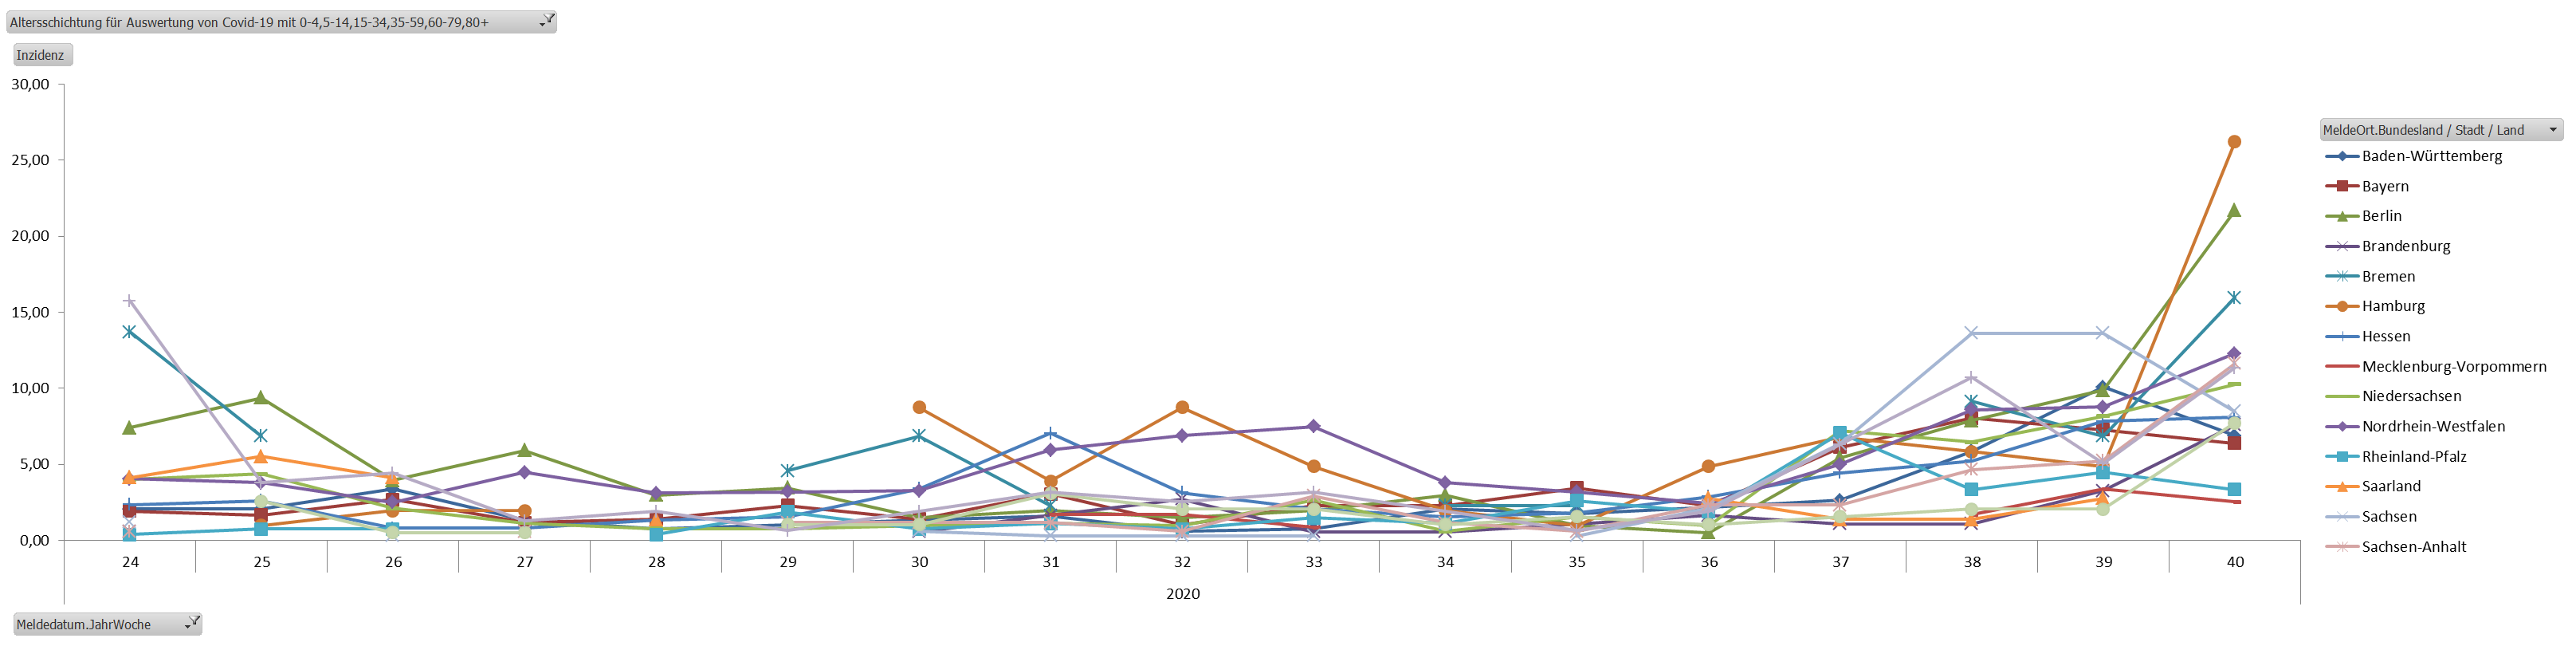 Altersschichtung für Auswertung von Covid-19 mit 0-4,5-14,15-34,35-59,60-79,80+
Inzidenz
30,00
25,00
20,00
15,00
10,00
5,00
0,00
24 25 26 27 28 29 30 31 32 33 34 35 36 37 38 39 40
2020
Meldedatum.JahrWoche
MeldeOrt.Bundesland / Stadt / Land
Baden-Württemberg
Bayern
Berlin
Brandenburg
Bremen
Hamburg
Hessen
Mecklenburg-Vorpommern
Niedersachsen
Nordrhein-Westfalen
Rheinland-Pfalz
Saarland
Sachsen
Sachsen-Anhalt